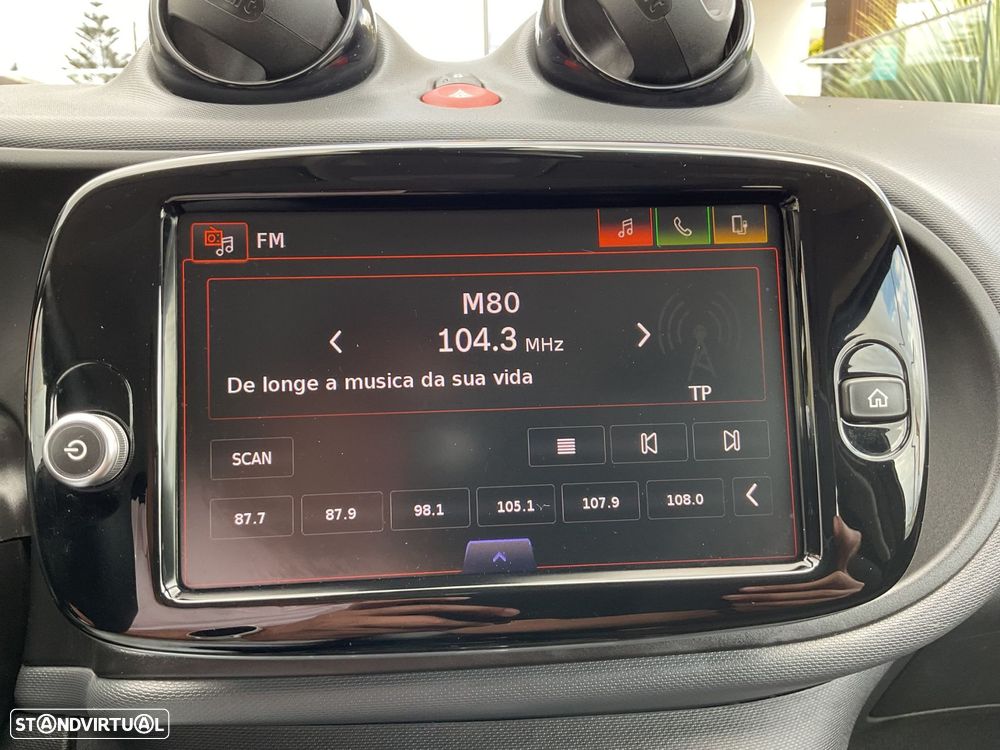 FM
M80
104.3 MHz
De longe a musica da sua vida
TP
SCAN
87.7 87.9 98.1 105.1 107.9 108.0
STANDVIRTUAL